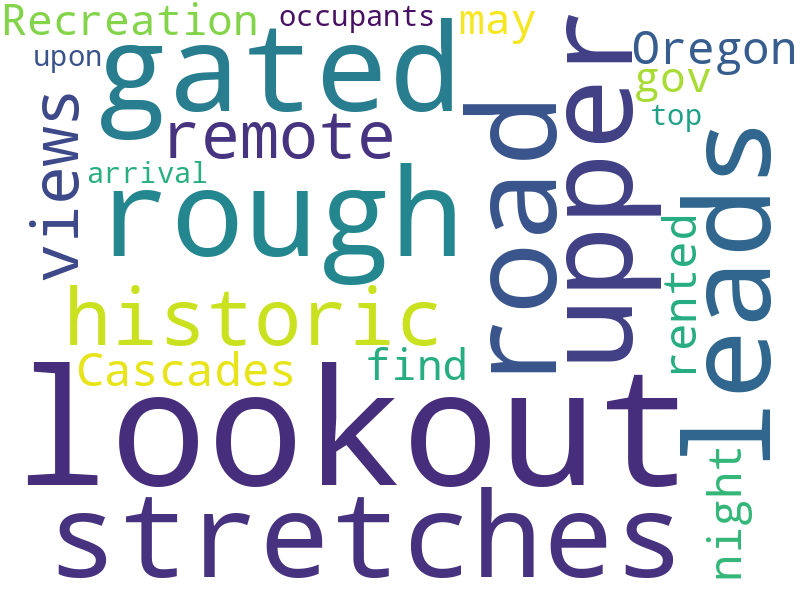 Recreation
occupants
may
Oregon
upon
gated
gov
views
remote
road
upper
top
arrival
rough
leads
rented
historic
Cascades
find
lookout
stretches
night